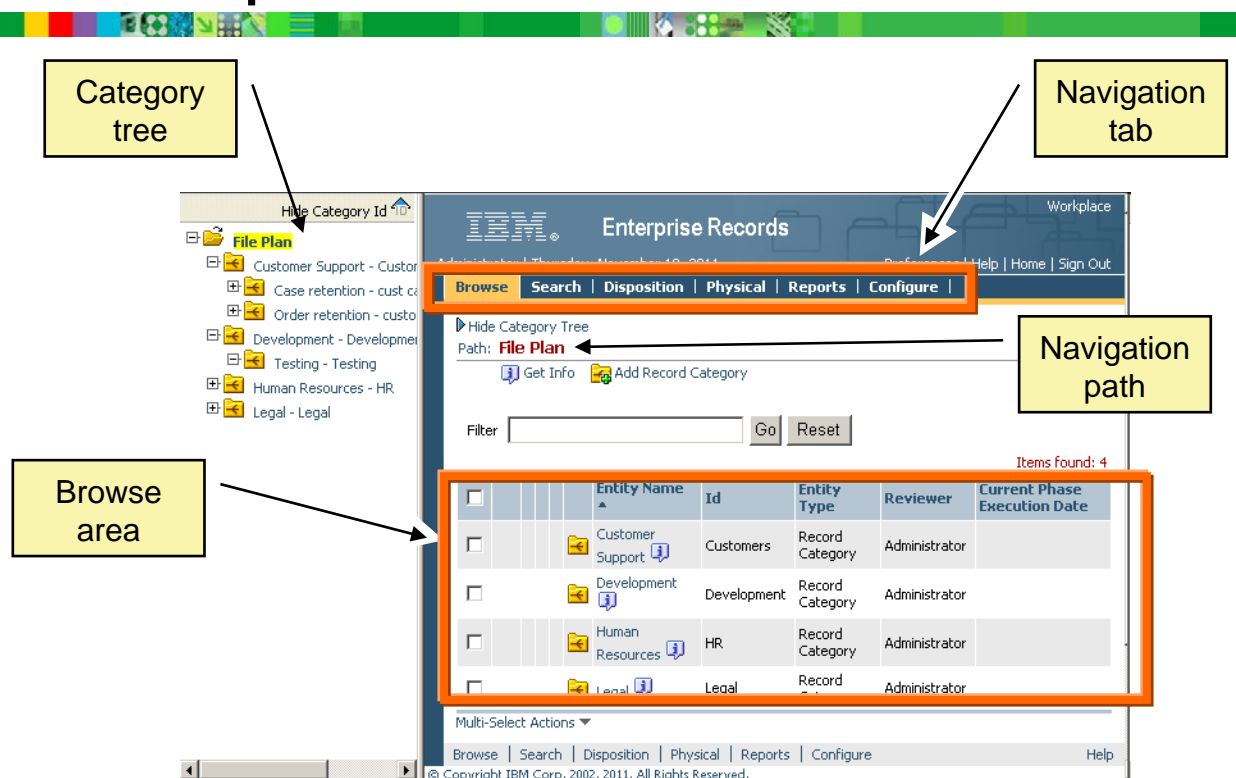 Category
tree
Navigation
tab
Hide Category Id
File Plan
Customer Support - Custor
Case retention - cust ca
Order retention - custo
Development - Developmen
Testing - Testing
Human Resources - HR
Legal - Legal
IBM®
Enterprise Records
Workplace
Help | Home | Sign Out
Browse Search | Disposition | Physical | Reports | Configure |
Hide Category Tree
Path: File Plan
Navigation
path
Get Info Add Record Category
Filter Go Reset
Items found: 4
Browse
area
Entity Name Id Entity Type Reviewer Current Phase Execution Date
Customer Support Customers Record Category Administrator
Development Development Record Category Administrator
Human Resources HR Record Category Administrator
Legal Legal Record Administrator
Multi-Select Actions
Browse | Search | Disposition | Physical | Reports | Configure Help
© Copyright IBM Corp. 2002, 2011. All Rights Reserved.